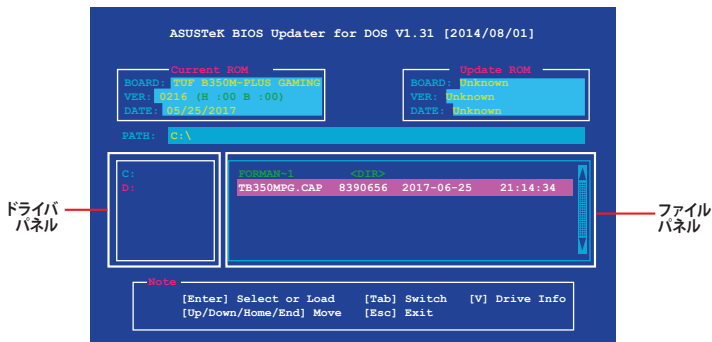 ASUSTeK BIOS Updater for DOS V1.31 [2014/08/01]
Current ROM
BOARD: TUF B350M-PLUS GAMING
VER: 0216 (H :00 B :00)
DATE: 05/25/2017
Update ROM
BOARD: Unknown
VER: Unknown
DATE: Unknown
PATH: C:\
C:
D:
FORMAN~1 <DIR>
TB350MPG.CAP 8390656 2017-06-25 21:14:34
ドライバ
パネル
ファイル
パネル
Note
[Enter] Select or Load [Tab] Switch [V] Drive Info
[Up/Down/Home/End] Move [Esc] Exit